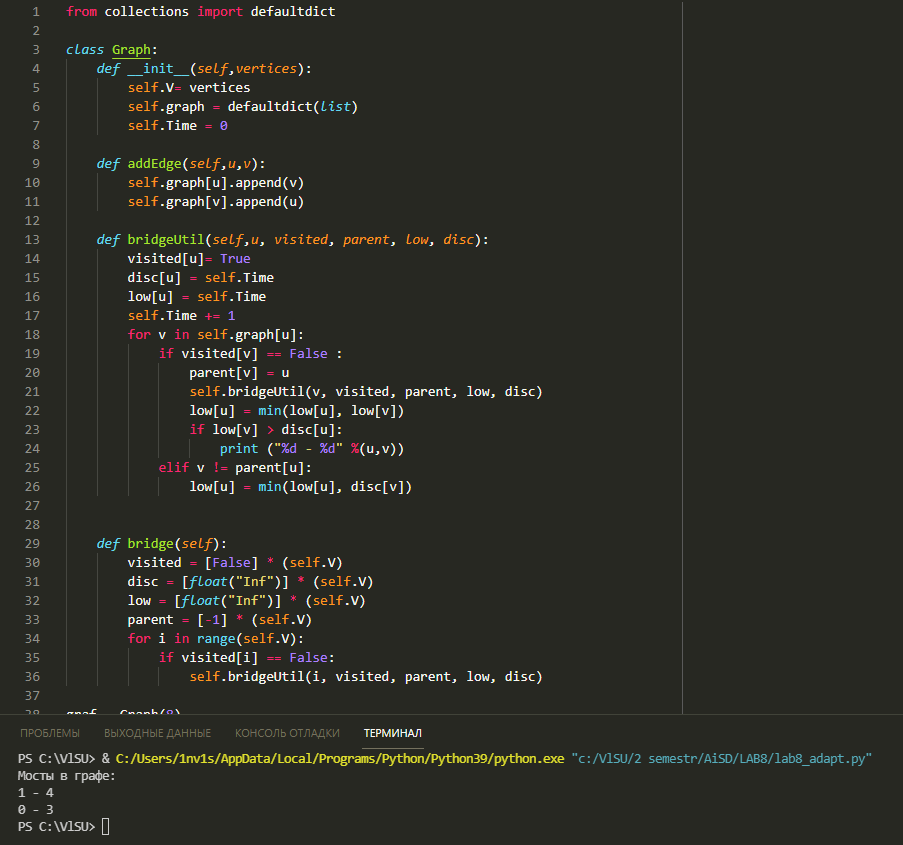 1 from collections import defaultdict
2
3 class Graph:
4     def __init__(self,vertices):
5         self.V= vertices
6         self.graph = defaultdict(list)
7         self.Time = 0
8
9     def addEdge(self,u,v):
10         self.graph[u].append(v)
11         self.graph[v].append(u)
12
13     def bridgeUtil(self,u, visited, parent, low, disc):
14         visited[u]= True
15         disc[u] = self.Time
16         low[u] = self.Time
17         self.Time += 1
18         for v in self.graph[u]:
19             if visited[v] == False :
20                 parent[v] = u
21                 self.bridgeUtil(v, visited, parent, low, disc)
22                 low[u] = min(low[u], low[v])
23                 if low[v] > disc[u]:
24                     print ("%d - %d" %(u,v))
25             elif v != parent[u]:
26                 low[u] = min(low[u], disc[v])
27
28
29     def bridge(self):
30         visited = [False] * (self.V)
31         disc = [float("Inf")] * (self.V)
32         low = [float("Inf")] * (self.V)
33         parent = [-1] * (self.V)
34         for i in range(self.V):
35             if visited[i] == False:
36                 self.bridgeUtil(i, visited, parent, low, disc)
37
ПРОБЛЕМЫ ВЫХОДНЫЕ ДАННЫЕ КОНСОЛЬ ОТЛАДКИ ТЕРМИНАЛ
PS C:\VlSU> & C:/Users/1nv1s/AppData/Local/Programs/Python/Python39/python.exe "c:/VlSU/2 semestr/AiSD/LAB8/lab8_adapt.py"
Мосты в графе:
1 - 4
0 - 3
PS C:\VlSU>